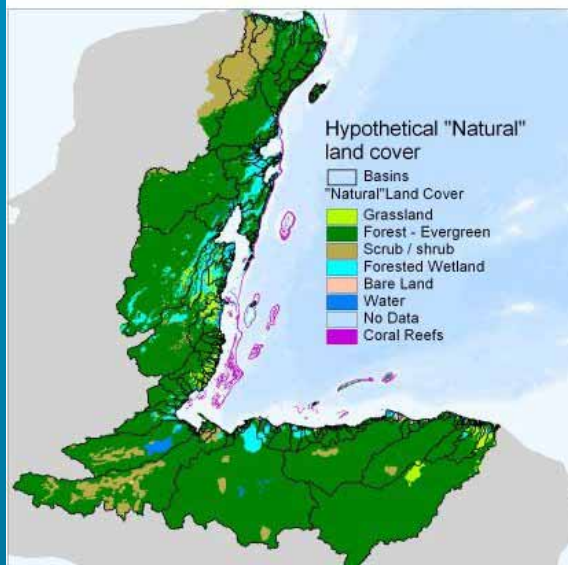 Hypothetical "Natural"
land cover
Basins
"Natural"Land Cover
Grassland
Forest - Evergreen
Scrub / shrub
Forested Wetland
Bare Land
Water
No Data
Coral Reefs